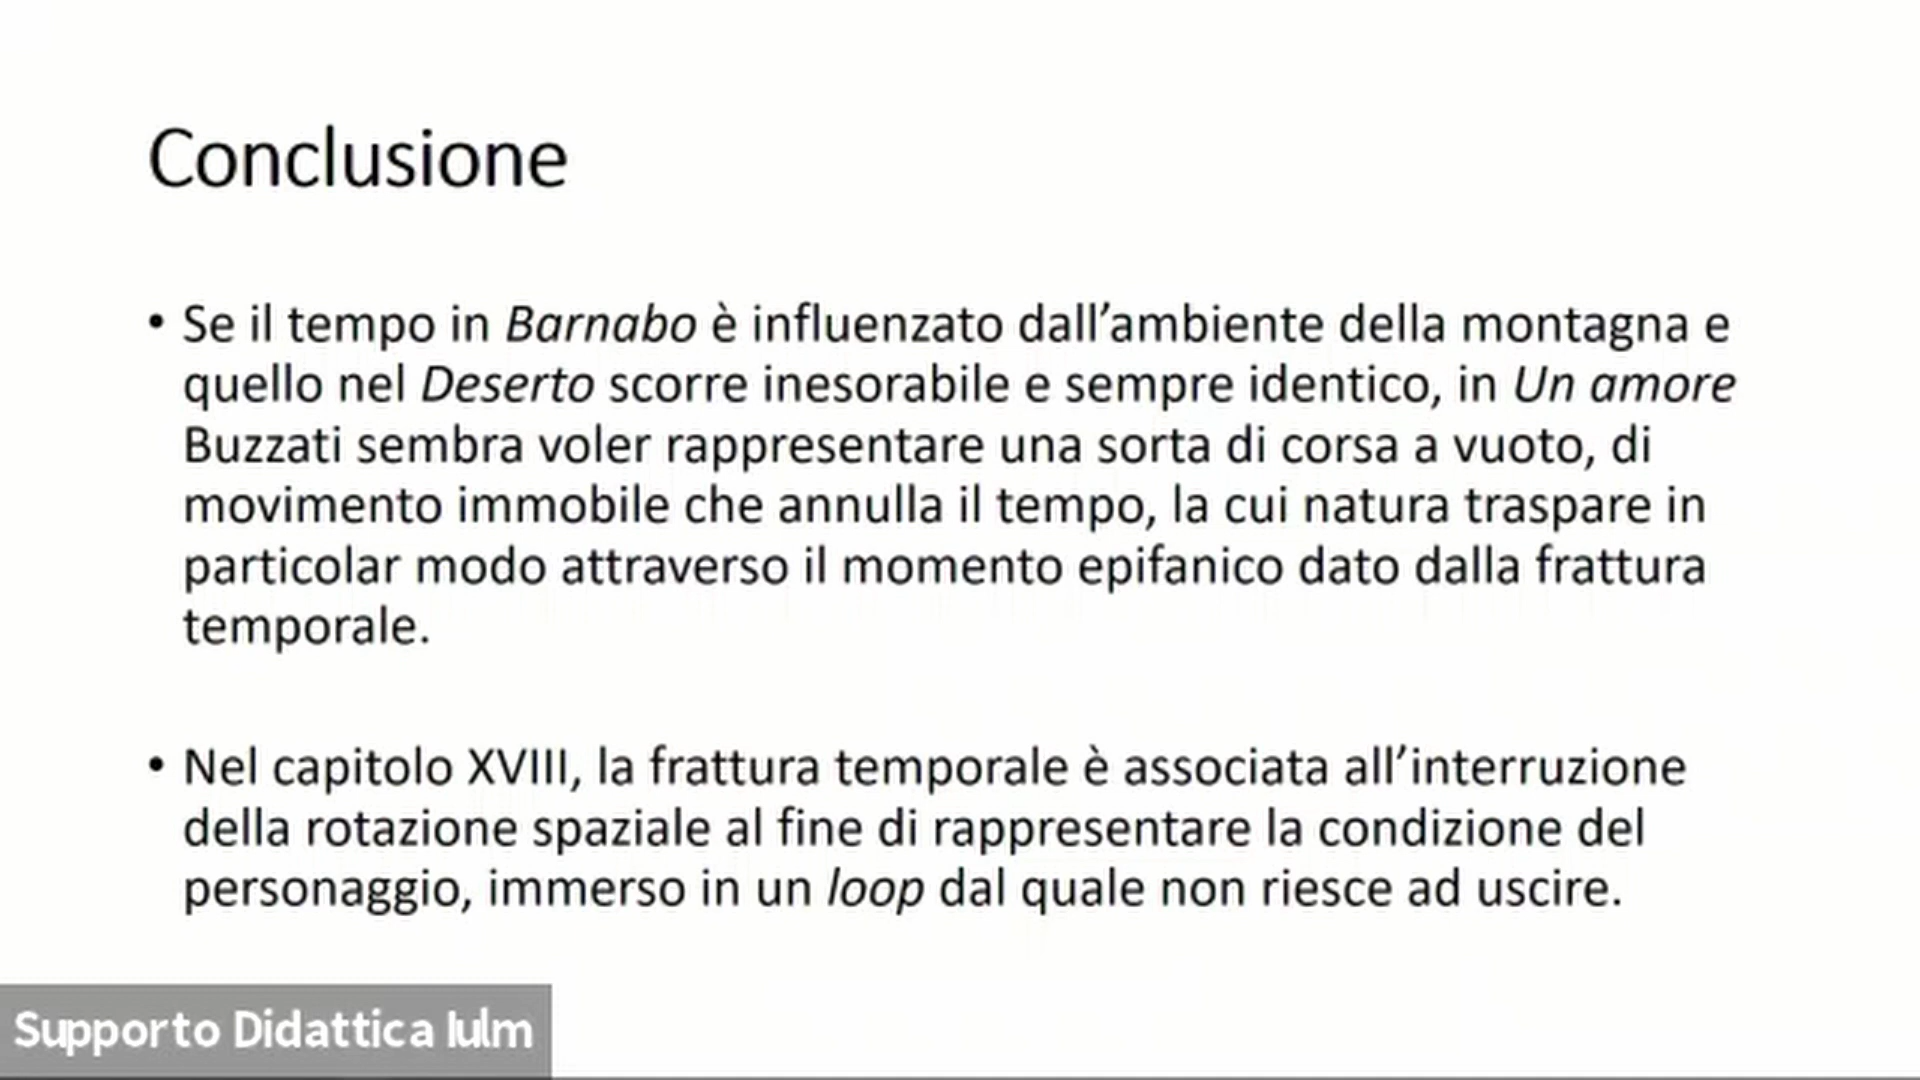 Conclusione
• Se il tempo in Barnabo è influenzato dall’ambiente della montagna e
quello nel Deserto scorre inesorabile e sempre identico, in Un amore
Buzzati sembra voler rappresentare una sorta di corsa a vuoto, di
movimento immobile che annulla il tempo, la cui natura traspare in
particolar modo attraverso il momento epifanico dato dalla frattura
temporale.
• Nel capitolo XVIII, la frattura temporale è associata all’interruzione
della rotazione spaziale al fine di rappresentare la condizione del
personaggio, immerso in un loop dal quale non riesce ad uscire.
Supporto Didattica Iulm